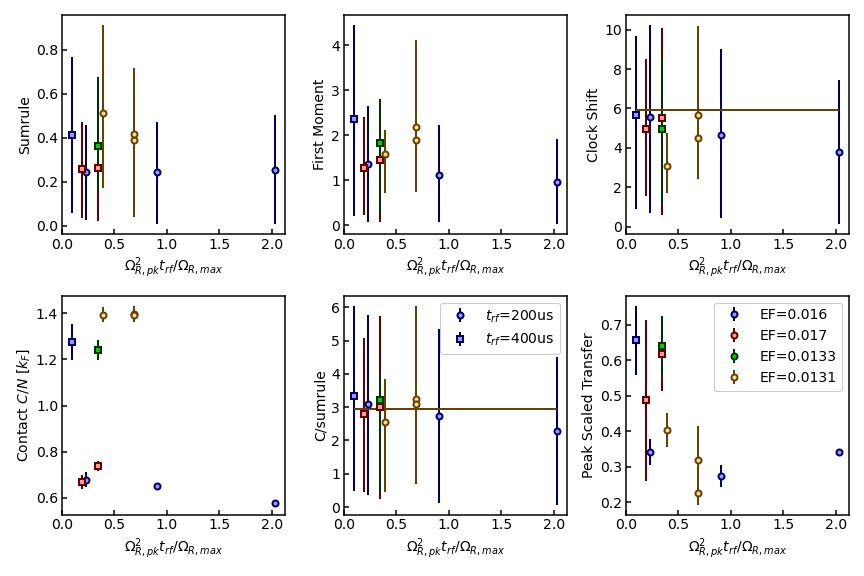 Sumrule
0.8
0.6
0.4
0.2
0.0
0.0 0.5 1.0 1.5 2.0
Ω²R,pk trf/ΩR,max
First Moment
4
3
2
1
0
0.0 0.5 1.0 1.5 2.0
Ω²R,pk trf/ΩR,max
Clock Shift
10
8
6
4
2
0
0.0 0.5 1.0 1.5 2.0
Ω²R,pk trf/ΩR,max
Contact C/N [kF]
1.4
1.2
1.0
0.8
0.6
0.0 0.5 1.0 1.5 2.0
Ω²R,pk trf/ΩR,max
C/sumrule
6
5
4
3
2
1
0
trf=200us
trf=400us
0.0 0.5 1.0 1.5 2.0
Ω²R,pk trf/ΩR,max
Peak Scaled Transfer
0.7
0.6
0.5
0.4
0.3
0.2
EF=0.016
EF=0.017
EF=0.0133
EF=0.0131
0.0 0.5 1.0 1.5 2.0
Ω²R,pk trf/ΩR,max